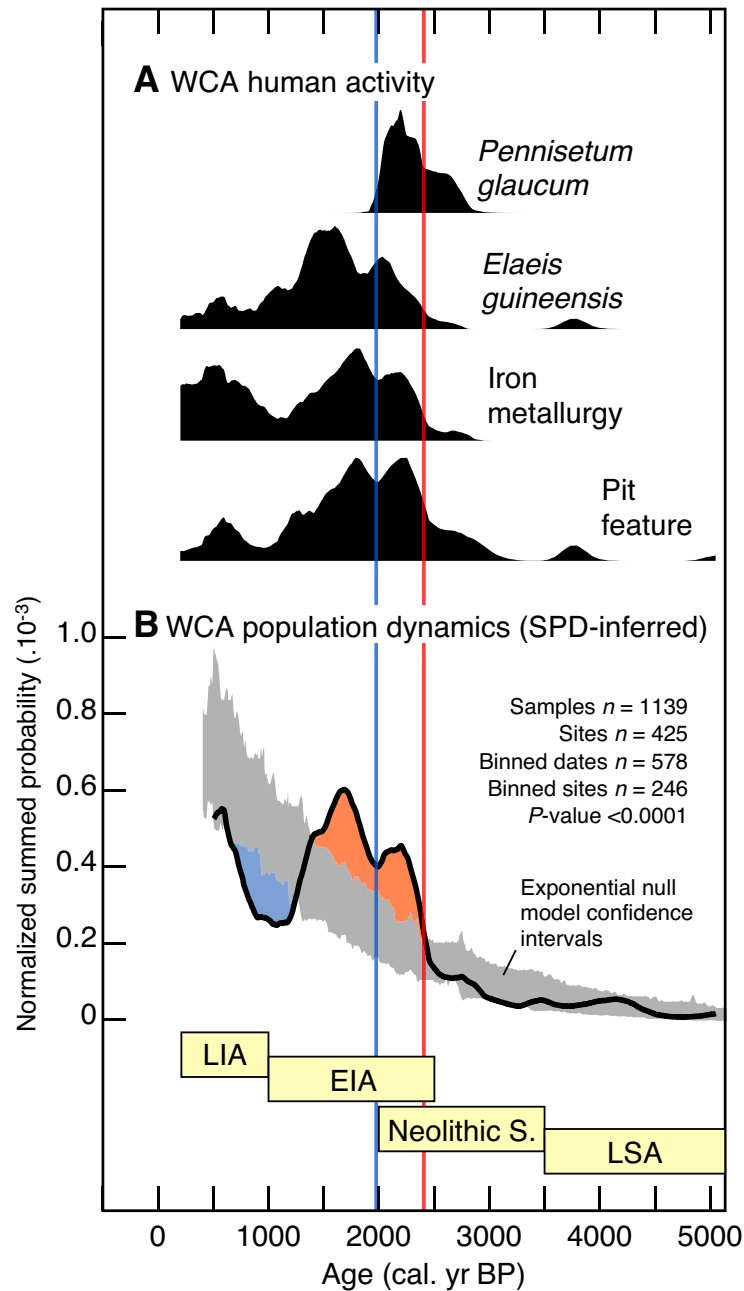 A WCA human activity
Pennisetum
glaucum
Elaeis
guineensis
Iron
metallurgy
Pit
feature
B WCA population dynamics (SPD-inferred)
Normalized summed probability (.10-3)
1.0
0.8
0.6
0.4
0.2
0
Samples n = 1139
Sites n = 425
Binned dates n = 578
Binned sites n = 246
P-value <0.0001
Exponential null
model confidence
intervals
LIA
EIA
Neolithic S.
LSA
0 1000 2000 3000 4000 5000
Age (cal. yr BP)